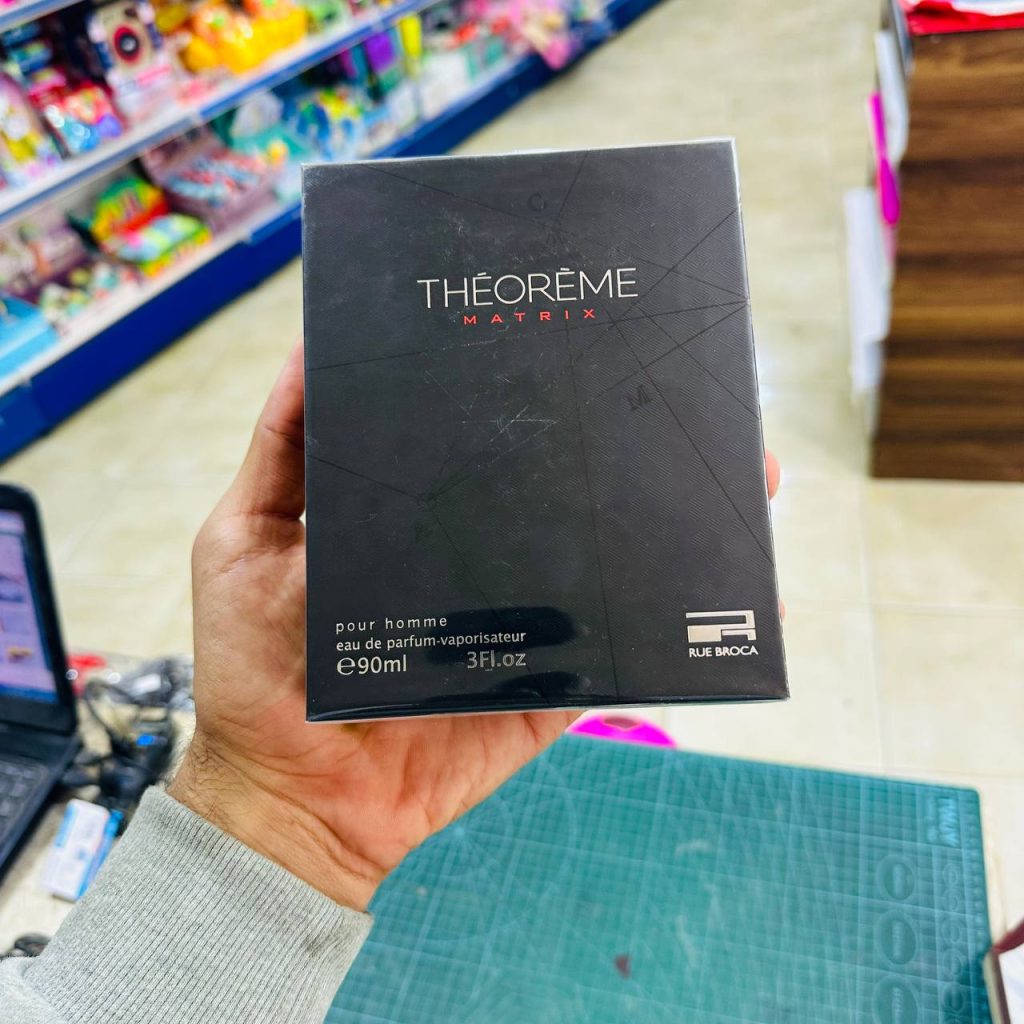 THÉORÈME
MATRIX
pour homme
eau de parfum-vaporisateur
℮90ml 3Fl.oz
RUE BROCA